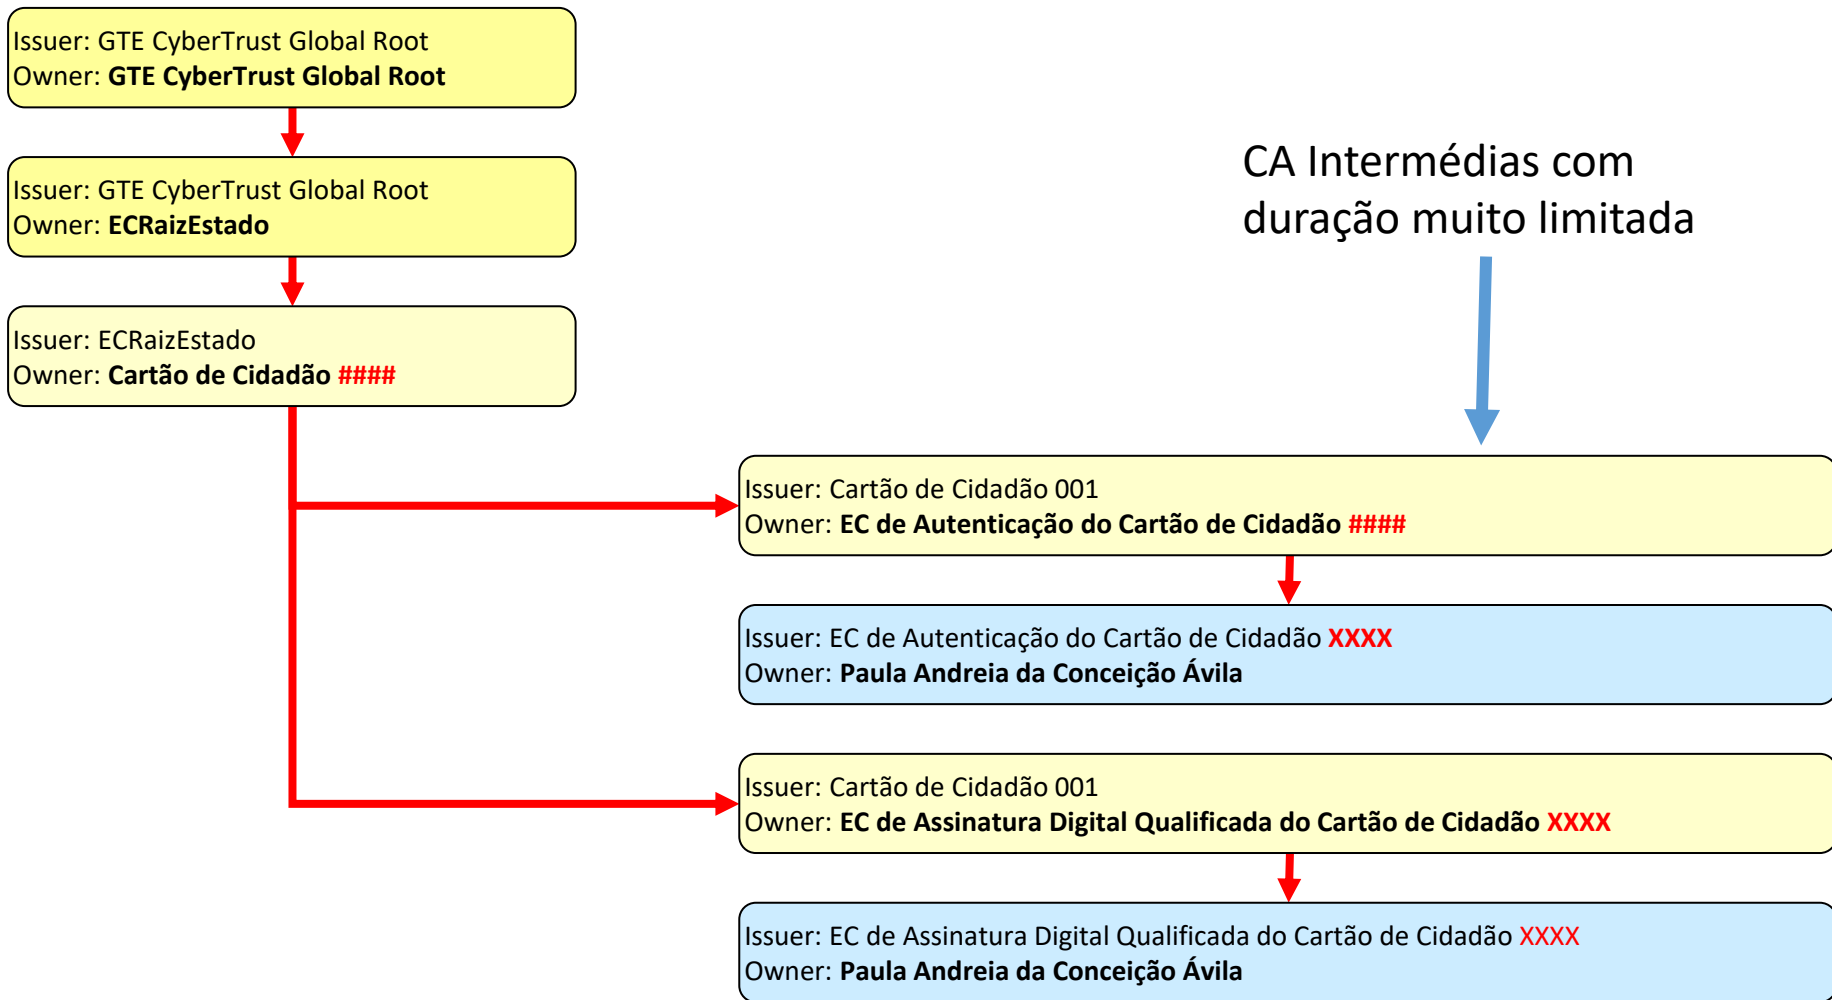 Issuer: GTE CyberTrust Global Root
Owner: GTE CyberTrust Global Root
Issuer: GTE CyberTrust Global Root
Owner: ECRaizEstado
CA Intermédias com
duração muito limitada
Issuer: ECRaizEstado
Owner: Cartão de Cidadão ####
Issuer: Cartão de Cidadão 001
Owner: EC de Autenticação do Cartão de Cidadão ####
Issuer: EC de Autenticação do Cartão de Cidadão XXXX
Owner: Paula Andreia da Conceição Ávila
Issuer: Cartão de Cidadão 001
Owner: EC de Assinatura Digital Qualificada do Cartão de Cidadão XXXX
Issuer: EC de Assinatura Digital Qualificada do Cartão de Cidadão XXXX
Owner: Paula Andreia da Conceição Ávila